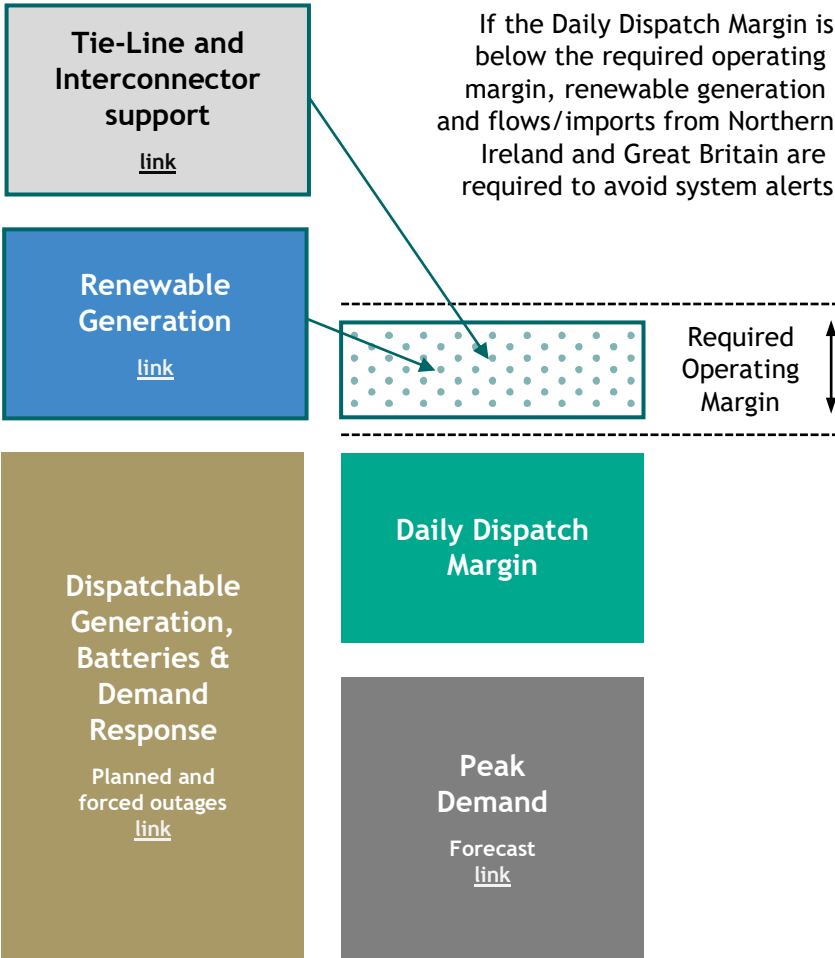 Tie-Line and
Interconnector
support
link
If the Daily Dispatch Margin is
below the required operating
margin, renewable generation
and flows/imports from Northern
Ireland and Great Britain are
required to avoid system alerts
Renewable
Generation
link
Required
Operating
Margin
Dispatchable
Generation,
Batteries &
Demand
Response
Planned and
forced outages
link
Daily Dispatch
Margin
Peak
Demand
Forecast
link